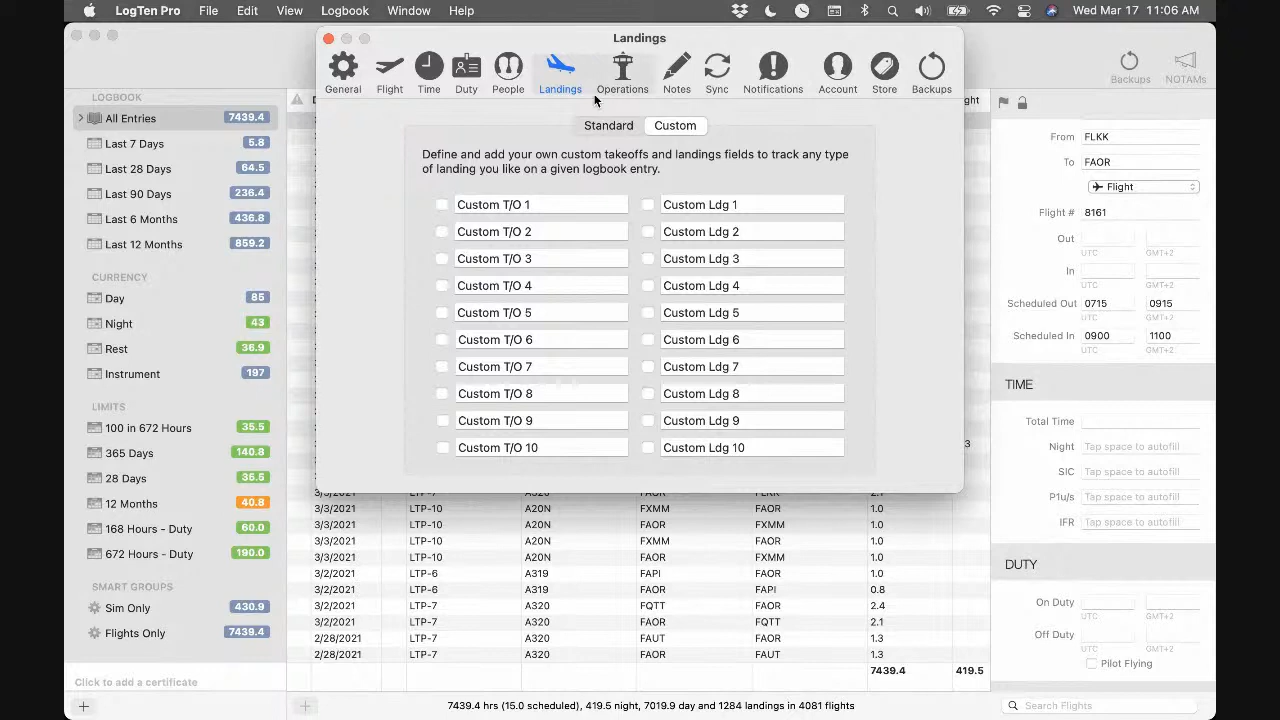 LogTen Pro File Edit View Logbook Window Help Wed Mar 17 11:06 AM
Landings
General Flight Time Duty People Landings Operations Notes Sync Notifications Account Store Backups
Backups NOTAMs
Standard Custom
Define and add your own custom takeoffs and landings fields to track any type
of landing you like on a given logbook entry.
Custom T/O 1 Custom Ldg 1
Custom T/O 2 Custom Ldg 2
Custom T/O 3 Custom Ldg 3
Custom T/O 4 Custom Ldg 4
Custom T/O 5 Custom Ldg 5
Custom T/O 6 Custom Ldg 6
Custom T/O 7 Custom Ldg 7
Custom T/O 8 Custom Ldg 8
Custom T/O 9 Custom Ldg 9
Custom T/O 10 Custom Ldg 10
LOGBOOK
All Entries 7439.4
Last 7 Days 5.8
Last 28 Days 64.5
Last 90 Days 236.4
Last 6 Months 436.8
Last 12 Months 859.2
CURRENCY
Day 85
Night 43
Rest 36.9
Instrument 197
LIMITS
100 in 672 Hours 35.5
365 Days 140.8
28 Days 35.5
12 Months 40.8
168 Hours - Duty 60.0
672 Hours - Duty 190.0
SMART GROUPS
Sim Only 430.9
Flights Only 7439.4
Click to add a certificate
3/3/2021 LTP-10 A20N FXMM FAOR 1.0
3/3/2021 LTP-10 A20N FAOR FXMM 1.0
3/3/2021 LTP-10 A20N FXMM FAOR 1.0
3/3/2021 LTP-10 A20N FAOR FXMM 1.0
3/2/2021 LTP-6 A319 FAPI FAOR 1.0
3/2/2021 LTP-6 A319 FAOR FAPI 0.8
3/2/2021 LTP-7 A320 FQTT FAOR 2.4
3/2/2021 LTP-7 A320 FAOR FQTT 2.1
2/28/2021 LTP-7 A320 FAUT FAOR 1.3
2/28/2021 LTP-7 A320 FAOR FAUT 1.3
7439.4 419.5
7439.4 hrs (15.0 scheduled), 419.5 night, 7019.9 day and 1284 landings in 4081 flights
From FLKK
To FAOR
Flight
Flight # 8161
Out
UTC GMT+2
In
UTC GMT+2
Scheduled Out 0715 0915
UTC GMT+2
Scheduled In 0900 1100
UTC GMT+2
TIME
Total Time
Night Tap space to autofill
SIC Tap space to autofill
P1u/s Tap space to autofill
IFR Tap space to autofill
DUTY
On Duty
UTC GMT+2
Off Duty
UTC GMT+2
Pilot Flying
Search Flights